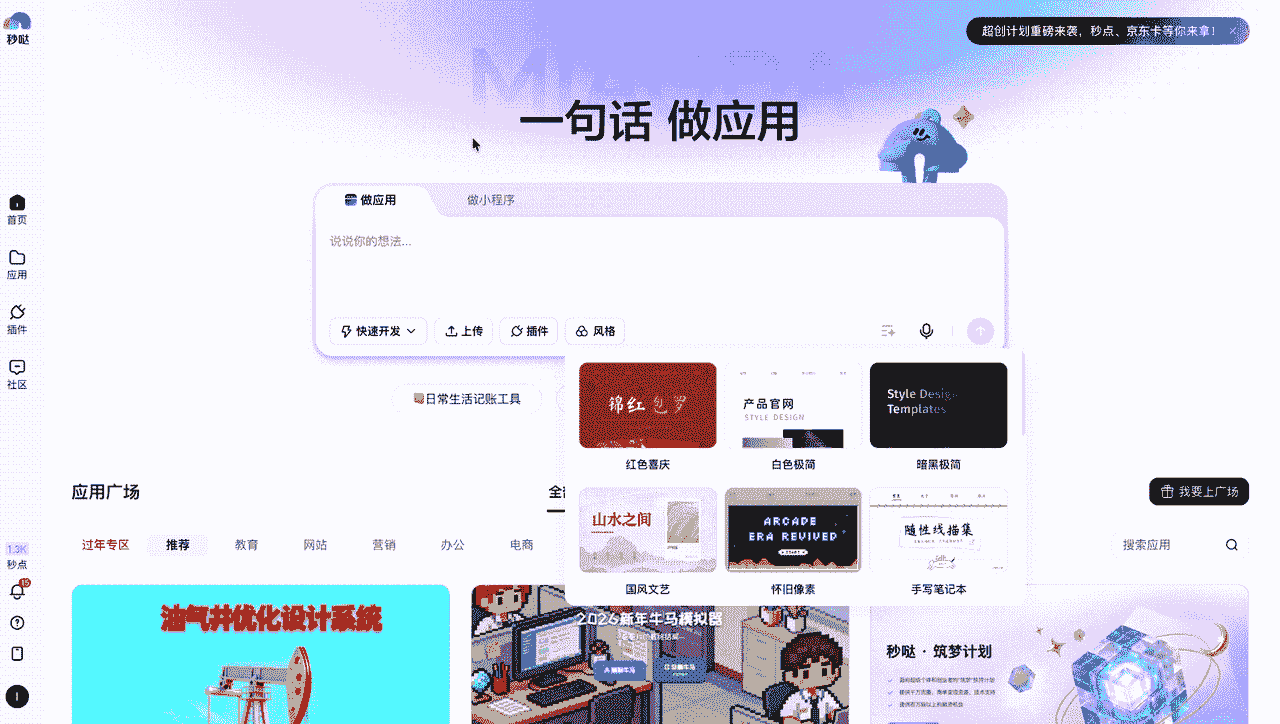 秒哒
超创计划重磅来袭，秒点、京东卡等你来拿！
一句话 做应用
做应用
做小程序
说说你的想法...
首页
应用
插件
社区
快速开发
上传
插件
风格
日常生活记账工具
锦红包罗
产品官网
STYLE DESIGN
Style Design
Templates
红色喜庆
白色极简
暗黑极简
应用广场
全部
我要上广场
山水之间
ARCADE
ERA REVIVED
随性线描集
过年专区
推荐
教育
网站
营销
办公
电商
搜索应用
1.3K
秒点
15
国风文艺
怀旧像素
手写笔记本
油气井优化设计系统
2026新年牛马模拟器
秒哒 · 筑梦计划